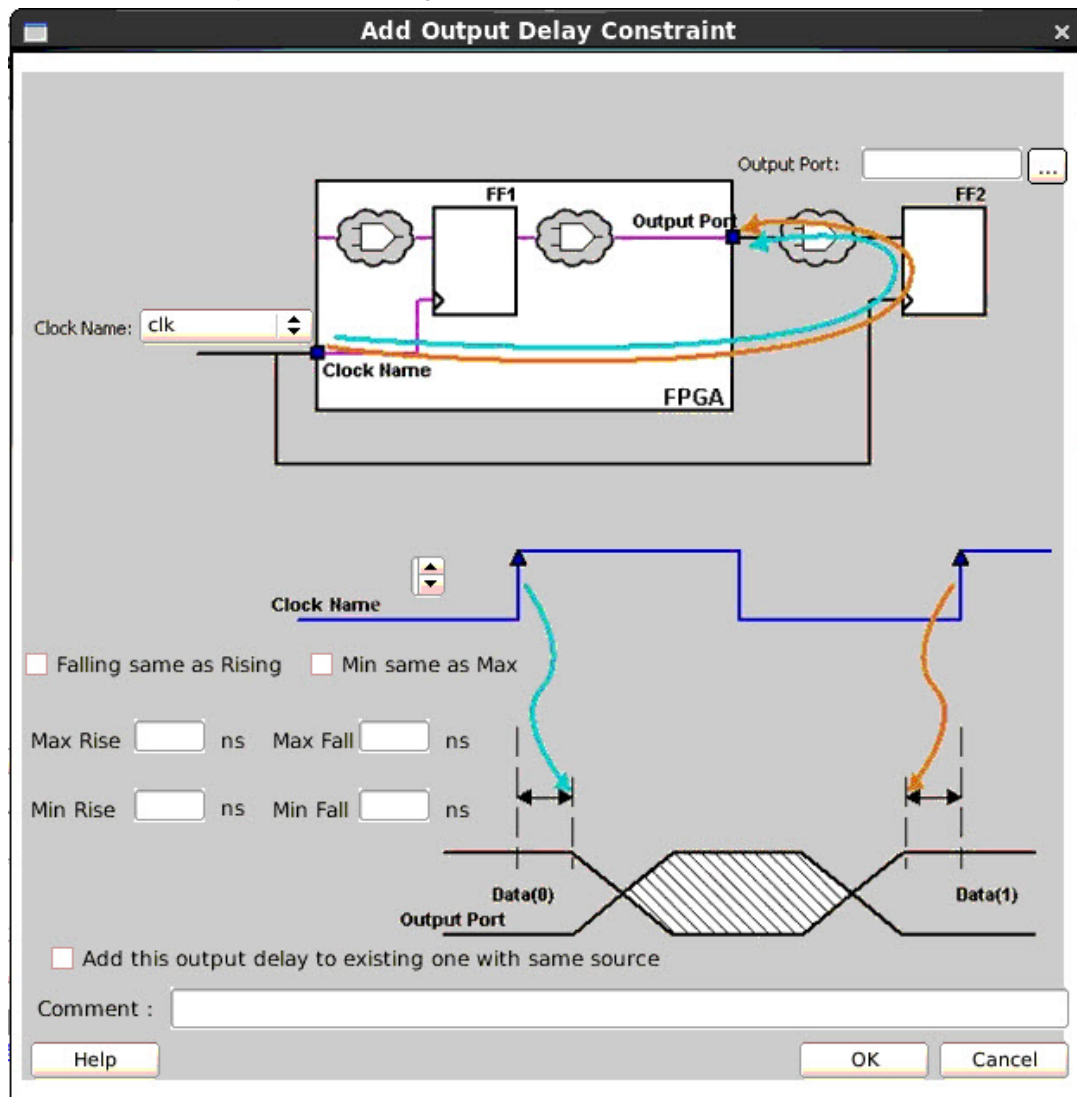 Add Output Delay Constraint
Output Port: ...
FF1
FF2
Output Port
Clock Name: clk
Clock Name
FPGA
Clock Name
Falling same as Rising Min same as Max
Max Rise ns Max Fall ns
Min Rise ns Min Fall ns
Data(0) Data(1)
Output Port
Add this output delay to existing one with same source
Comment :
Help OK Cancel